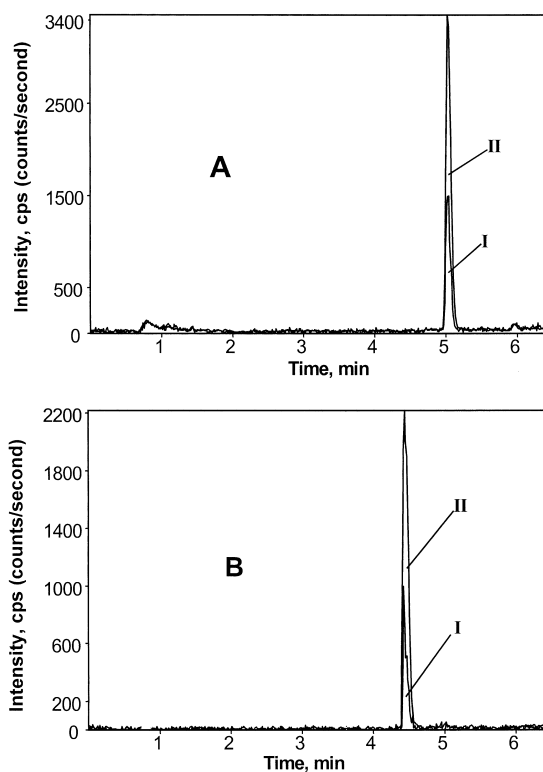 Intensity, cps (counts/second)
3400
2500
1500
500
0
A
II
I
1 2 3 4 5 6
Time, min
Intensity, cps (counts/second)
2200
1800
1400
1000
600
200
0
B
II
I
1 2 3 4 5 6
Time, min